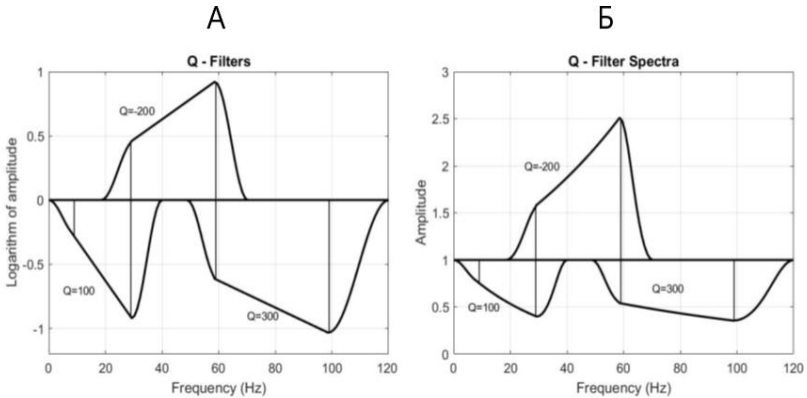 А
Б
Q - Filters
Logarithm of amplitude
1
0.5
0
-0.5
-1
Q=-200
Q=100
Q=300
0 20 40 60 80 100 120
Frequency (Hz)
Q - Filter Spectra
Amplitude
3
2.5
2
1.5
1
0.5
0
Q=-200
Q=100
Q=300
0 20 40 60 80 100 120
Frequency (Hz)